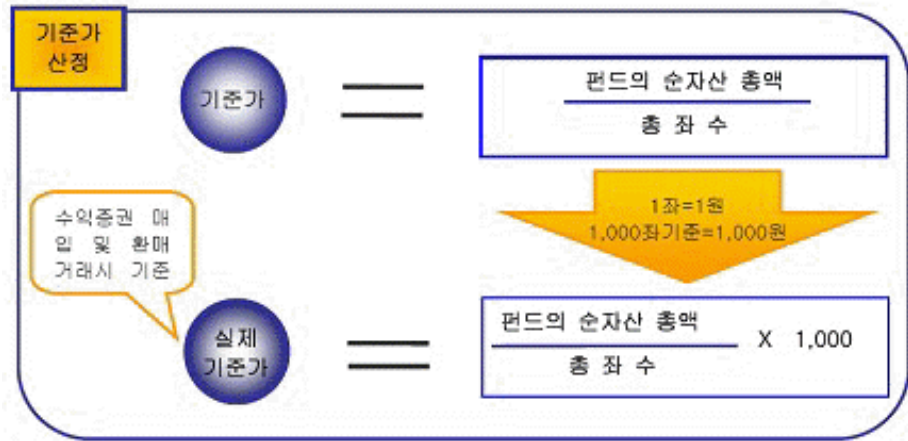 기준가
산정
기준가
펀드의 순자산 총액
총 좌 수
1좌=1원
1,000좌기준=1,000원
수익증권 매
입 및 환매
거래시 기준
실제
기준가
펀드의 순자산 총액
총 좌 수
X 1,000